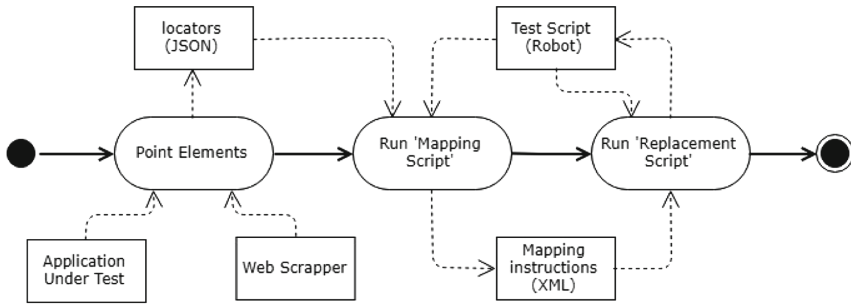 locators
(JSON)
Test Script
(Robot)
Point Elements
Run 'Mapping
Script'
Run 'Replacement
Script'
Application
Under Test
Web Scrapper
Mapping
instructions
(XML)